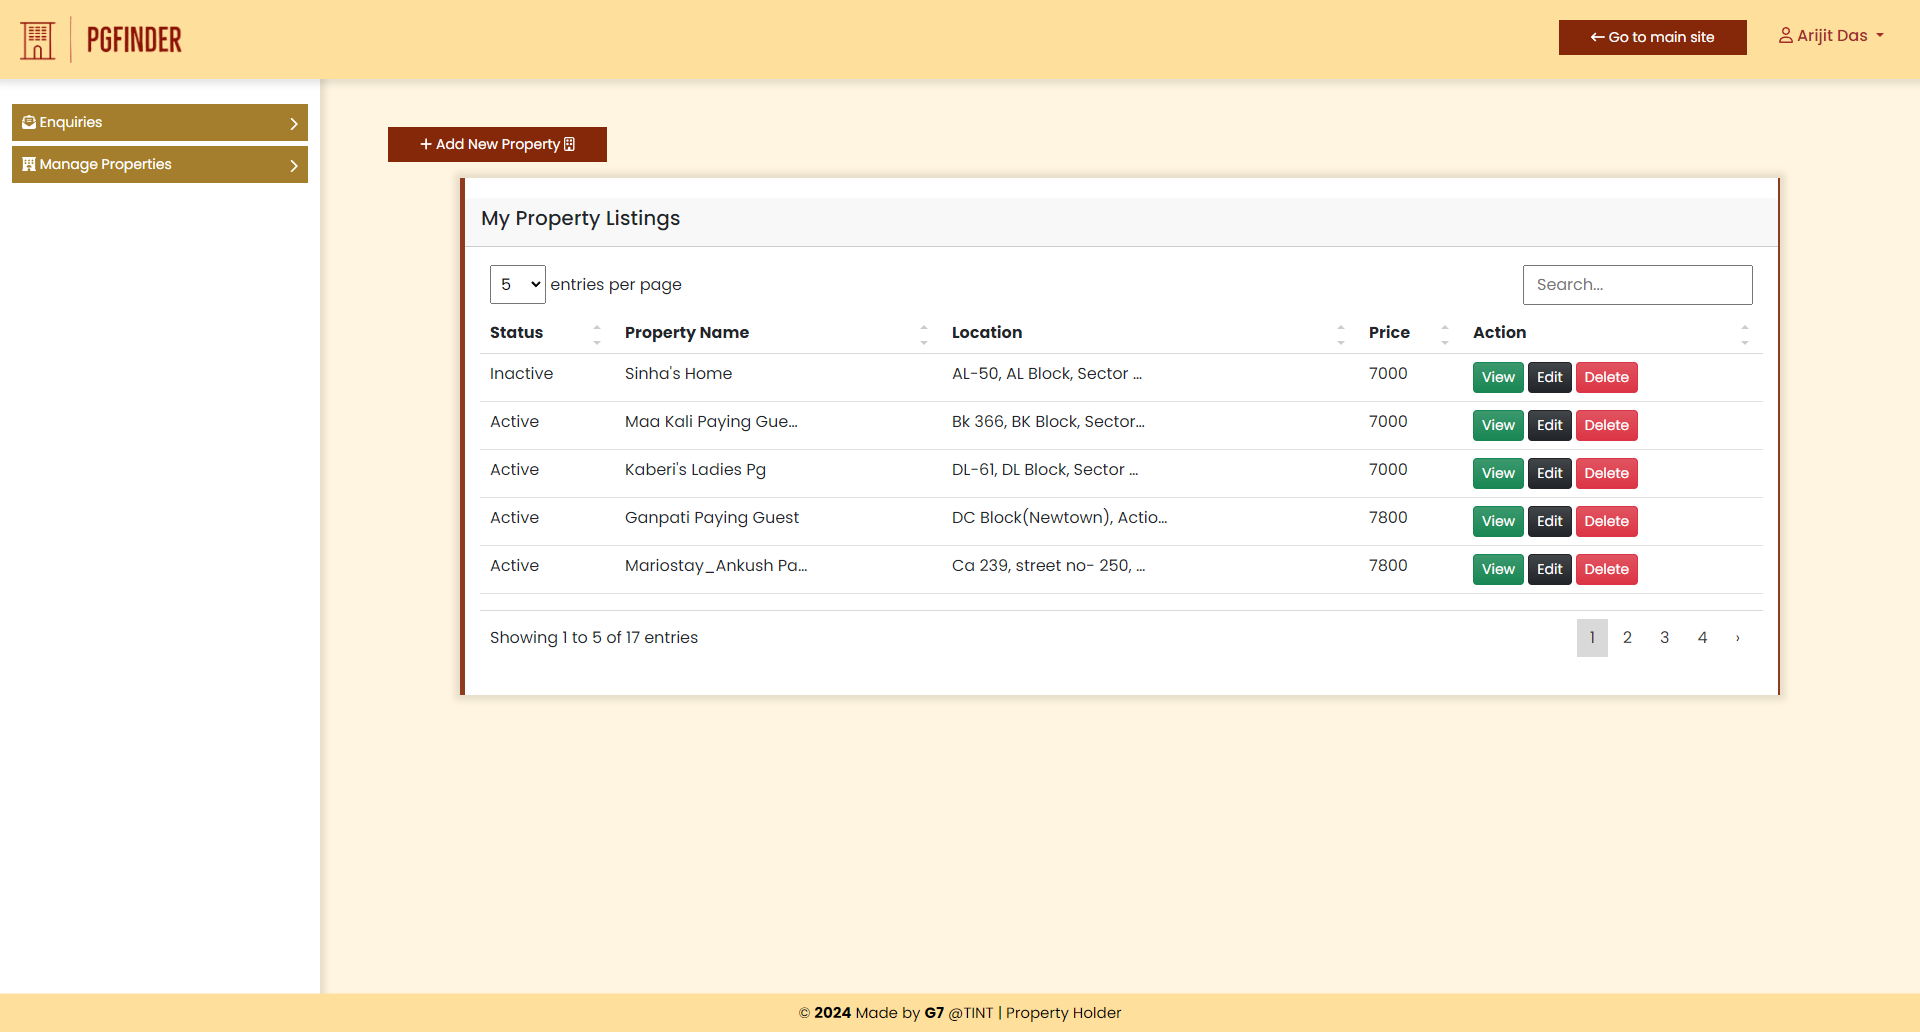 PGFINDER
Go to main site
Arijit Das
Enquiries
Manage Properties
+ Add New Property
My Property Listings
5 entries per page
Search...
Status Property Name Location Price Action
Inactive Sinha's Home AL-50, AL Block, Sector ... 7000 View Edit Delete
Active Maa Kali Paying Gue... Bk 366, BK Block, Sector... 7000 View Edit Delete
Active Kaberi's Ladies Pg DL-61, DL Block, Sector ... 7000 View Edit Delete
Active Ganpati Paying Guest DC Block(Newtown), Actio... 7800 View Edit Delete
Active Mariostay_Ankush Pa... Ca 239, street no- 250, ... 7800 View Edit Delete
Showing 1 to 5 of 17 entries
1 2 3 4 ›
© 2024 Made by G7 @TINT | Property Holder